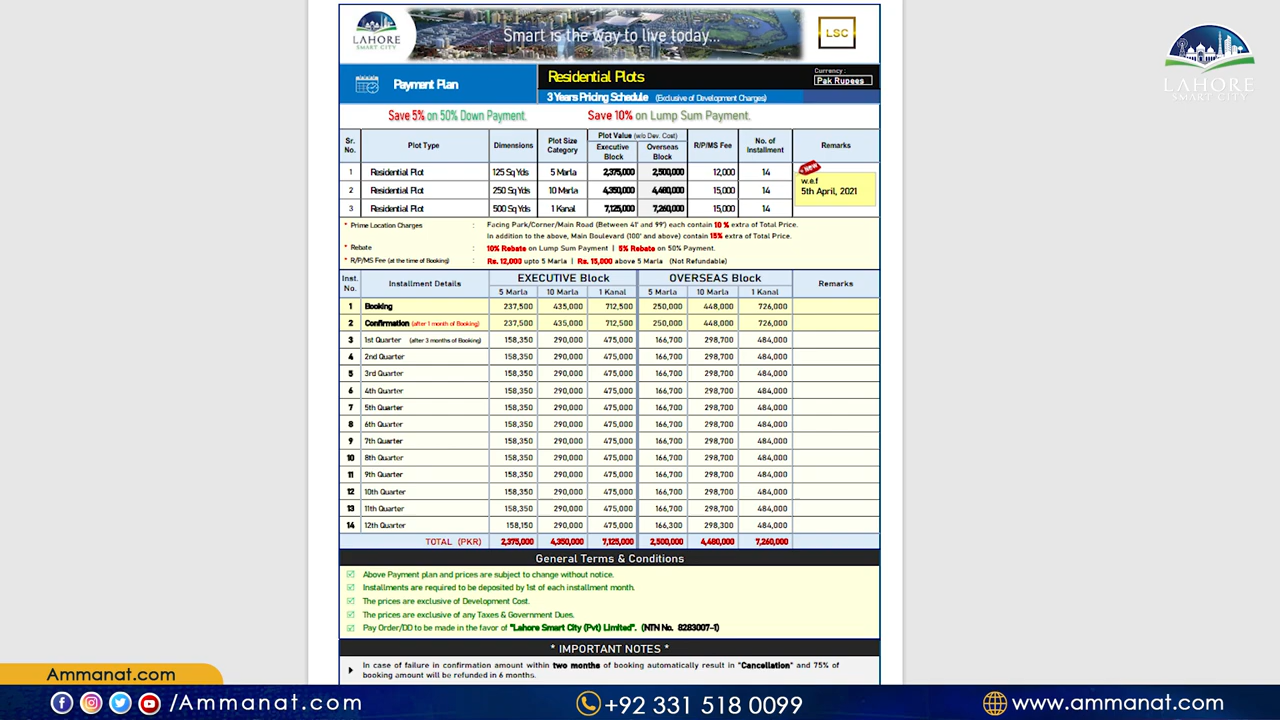 LAHORE
SMART CITY
Smart is the way to live today...
LSC
LAHORE
SMART CITY
Payment Plan
Residential Plots
Currency :
Pak Rupees
3 Years Pricing Schedule (Exclusive of Development Charges)
Save 5% on 50% Down Payment.
Save 10% on Lump Sum Payment.
Sr. No. Plot Type Dimensions Plot Size Category Plot Value (w/o Dev. Cost) Executive Block Overseas Block R/P/MS Fee No. of Installment Remarks
1 Residential Plot 125 Sq Yds 5 Marla 2,375,000 2,500,000 12,000 14
2 Residential Plot 250 Sq Yds 10 Marla 4,350,000 4,480,000 15,000 14
3 Residential Plot 500 Sq Yds 1 Kanal 7,125,000 7,260,000 15,000 14
New
w.e.f
5th April, 2021
* Prime Location Charges : Facing Park/Corner/Main Road (Between 41' and 99') each contain 10 % extra of Total Price.
In addition to the above, Main Boulevard (100' and above) contain 15% extra of Total Price.
* Rebate : 10% Rebate on Lump Sum Payment | 5% Rebate on 50% Payment.
* R/P/MS Fee (at the time of Booking) : Rs. 12,000 upto 5 Marla | Rs. 15,000 above 5 Marla (Not Refundable)
Inst. No. Installment Details EXECUTIVE Block OVERSEAS Block Remarks
5 Marla 10 Marla 1 Kanal 5 Marla 10 Marla 1 Kanal
1 Booking 237,500 435,000 712,500 250,000 448,000 726,000
2 Confirmation (after 1 month of Booking) 237,500 435,000 712,500 250,000 448,000 726,000
3 1st Quarter (after 3 months of Booking) 158,350 290,000 475,000 166,700 298,700 484,000
4 2nd Quarter 158,350 290,000 475,000 166,700 298,700 484,000
5 3rd Quarter 158,350 290,000 475,000 166,700 298,700 484,000
6 4th Quarter 158,350 290,000 475,000 166,700 298,700 484,000
7 5th Quarter 158,350 290,000 475,000 166,700 298,700 484,000
8 6th Quarter 158,350 290,000 475,000 166,700 298,700 484,000
9 7th Quarter 158,350 290,000 475,000 166,700 298,700 484,000
10 8th Quarter 158,350 290,000 475,000 166,700 298,700 484,000
11 9th Quarter 158,350 290,000 475,000 166,700 298,700 484,000
12 10th Quarter 158,350 290,000 475,000 166,700 298,700 484,000
13 11th Quarter 158,350 290,000 475,000 166,700 298,700 484,000
14 12th Quarter 158,150 290,000 475,000 166,300 298,300 484,000
TOTAL (PKR) 2,375,000 4,350,000 7,125,000 2,500,000 4,480,000 7,260,000
General Terms & Conditions
Above Payment plan and prices are subject to change without notice.
Installments are required to be deposited by 1st of each installment month.
The prices are exclusive of Development Cost.
The prices are exclusive of any Taxes & Government Dues.
Pay Order/DD to be made in the favor of "Lahore Smart City (Pvt) Limited". (NTN No. 8283007-1)
* IMPORTANT NOTES *
In case of failure in confirmation amount within two months of booking automatically result in "Cancellation" and 75% of
booking amount will be refunded in 6 months.
Ammanat.com
/Ammanat.com
+92 331 518 0099
www.ammanat.com